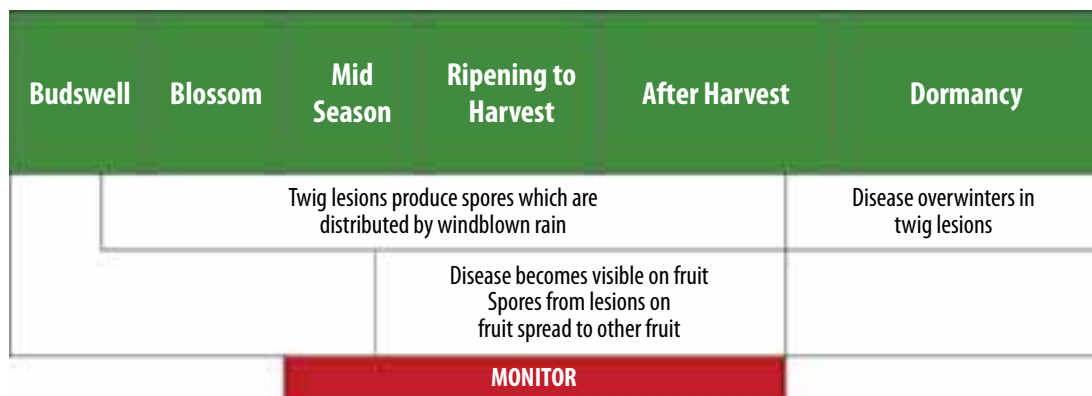 Budswell
Blossom
Mid
Season
Ripening to
Harvest
After Harvest
Dormancy
Twig lesions produce spores which are
distributed by windblown rain
Disease overwinters in
twig lesions
Disease becomes visible on fruit
Spores from lesions on
fruit spread to other fruit
MONITOR